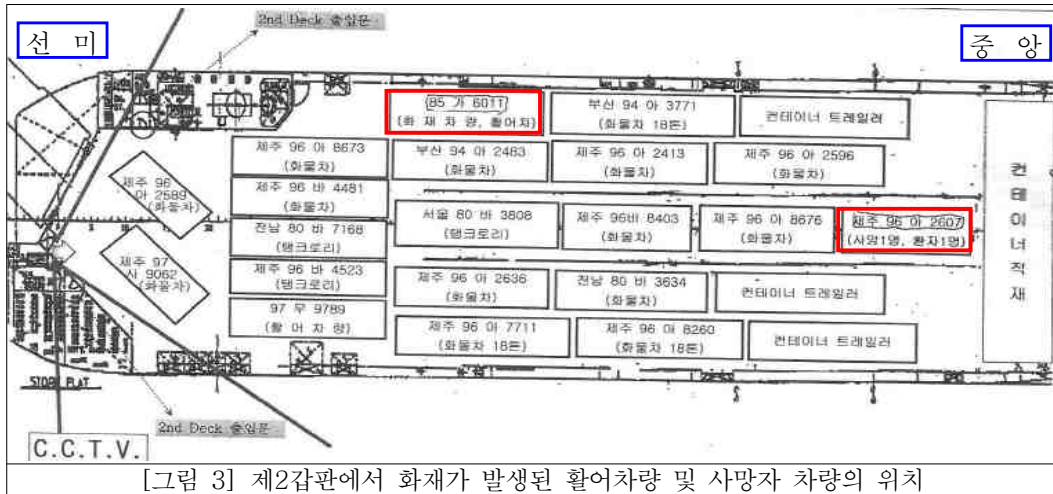 2nd Deck 출입문
선 미
중 앙
(85 가 6011)
(화 재 차 량, 활어차)
부산 94 아 3771
(화물차 18톤)
컨테이너 트레일러
제주 96 아 8673
(화물차)
부산 94 아 2483
(화물차)
제주 96 아 2413
(화물차)
제주 96 아 2596
(화물차)
제주 96
아 2589
(화물차)
제주 96 바 4481
(화물차)
전남 80 바 7168
(탱크로리)
서울 80 바 3808
(탱크로리)
제주 96바 8403
(화물차)
제주 96 아 8676
(화물차)
제주 96 아 2607
(사망1명, 환자1명)
컨테이너적재
제주 97
사 9062
(화물차)
제주 96 바 4523
(탱크로리)
제주 96 아 2636
(화물차)
전남 80 바 3634
(화물차)
컨테이너 트레일러
97 무 9789
(활 어 차 량)
제주 96 아 7711
(화물차 18톤)
제주 96 아 8260
(화물차 18톤)
컨테이너 트레일러
STORE FLAT
2nd Deck 출입문
C.C.T.V.
[그림 3] 제2갑판에서 화재가 발생된 활어차량 및 사망자 차량의 위치